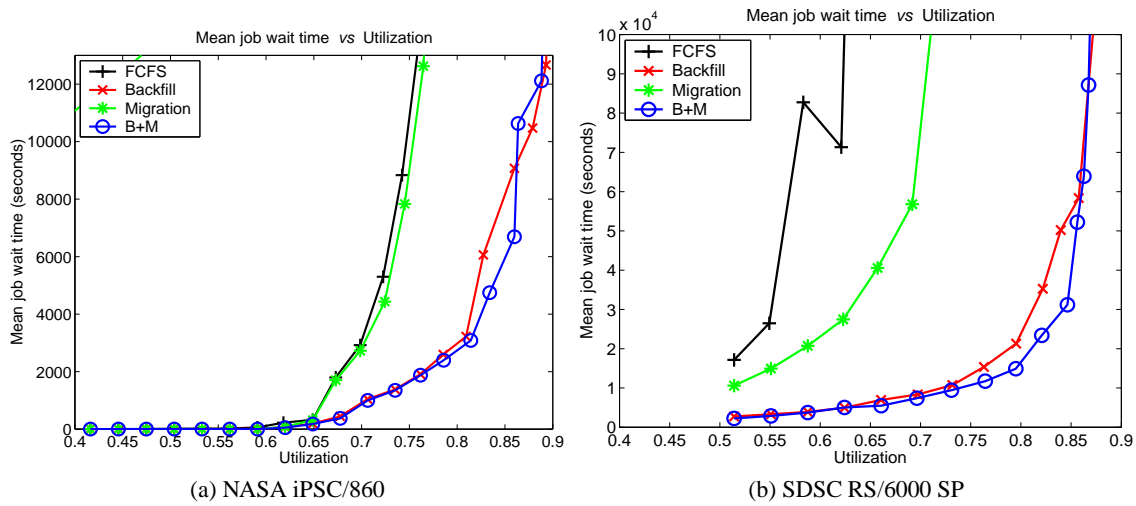 Mean job wait time vs Utilization
FCFS
Backfill
Migration
B+M
12000
10000
8000
6000
4000
2000
0
Mean job wait time (seconds)
0.4 0.45 0.5 0.55 0.6 0.65 0.7 0.75 0.8 0.85 0.9
Utilization
(a) NASA iPSC/860
Mean job wait time vs Utilization
x 10^4
FCFS
Backfill
Migration
B+M
10
9
8
7
6
5
4
3
2
1
0
Mean job wait time (seconds)
0.4 0.45 0.5 0.55 0.6 0.65 0.7 0.75 0.8 0.85 0.9
Utilization
(b) SDSC RS/6000 SP